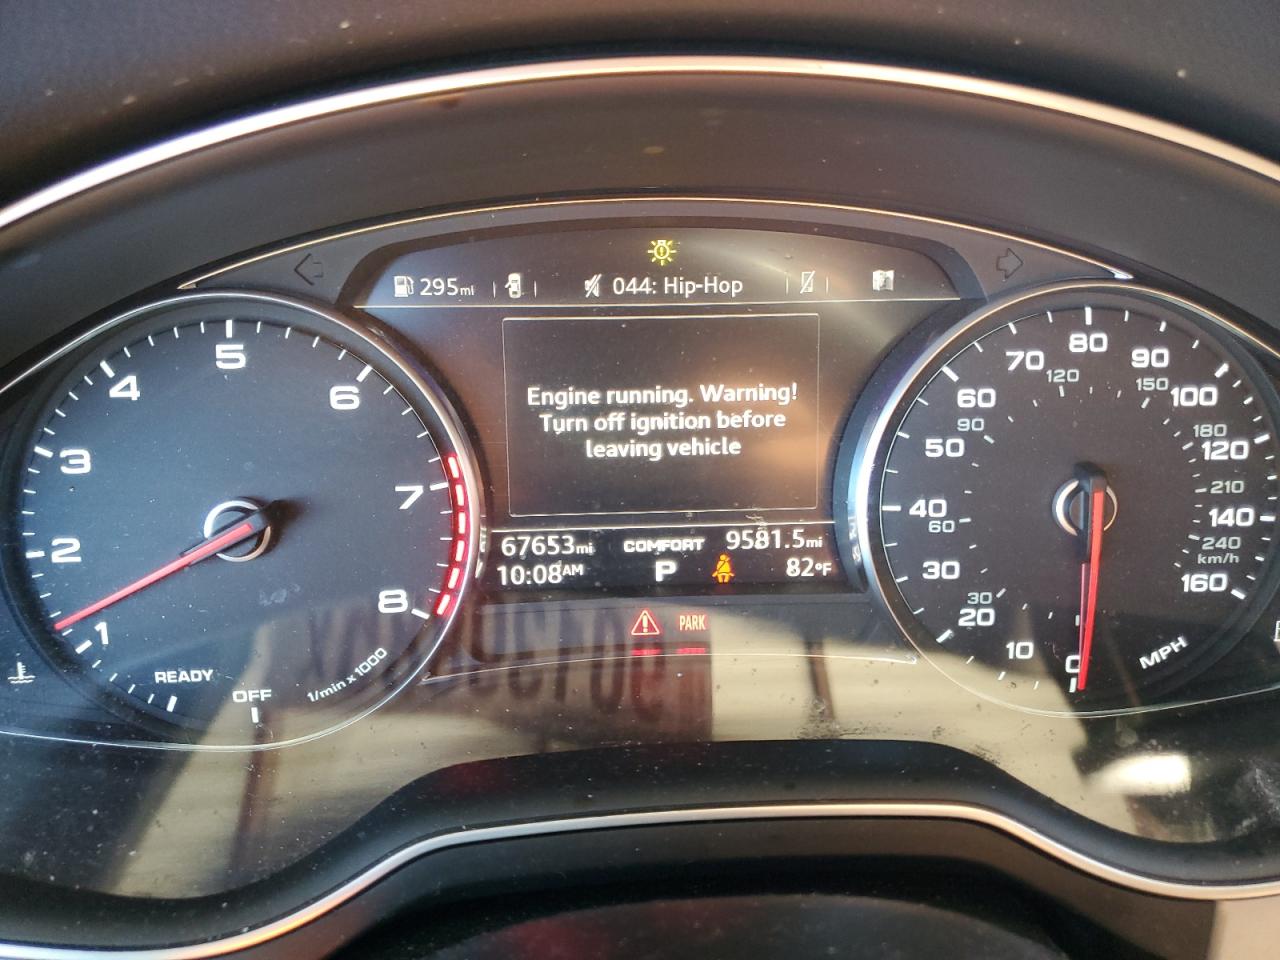 295mi
044: Hip-Hop
Engine running. Warning!
Turn off ignition before
leaving vehicle
67653mi
COMFORT
9581.5mi
10:08AM
P
82°F
PARK
1
2
3
4
5
6
7
8
READY
OFF
1/min x 1000
0
10
20
30
40
50
60
70
80
90
100
120
140
160
30
60
90
120
150
180
210
240
km/h
MPH